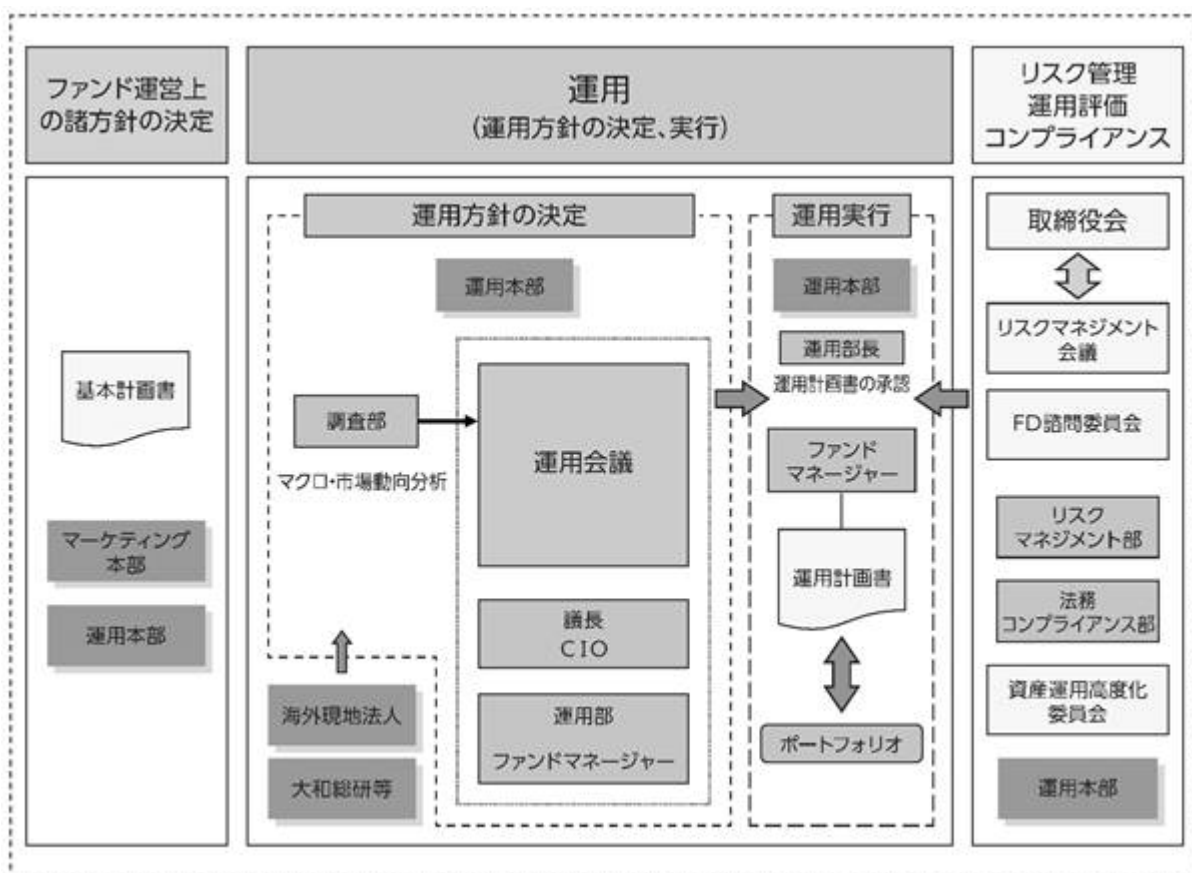 ファンド運営上
の諸方針の決定
運用
(運用方針の決定、実行)
リスク管理
運用評価
コンプライアンス
基本計画書
マーケティング
本部
運用本部
運用方針の決定
運用本部
調査部
マクロ・市場動向分析
運用会議
議長
CIO
運用部
ファンドマネージャー
海外現地法人
大和総研等
運用実行
運用本部
運用部長
運用計画書の承認
ファンド
マネージャー
運用計画書
ポートフォリオ
取締役会
リスクマネジメント
会議
FD諮問委員会
リスク
マネジメント部
法務
コンプライアンス部
資産運用高度化
委員会
運用本部